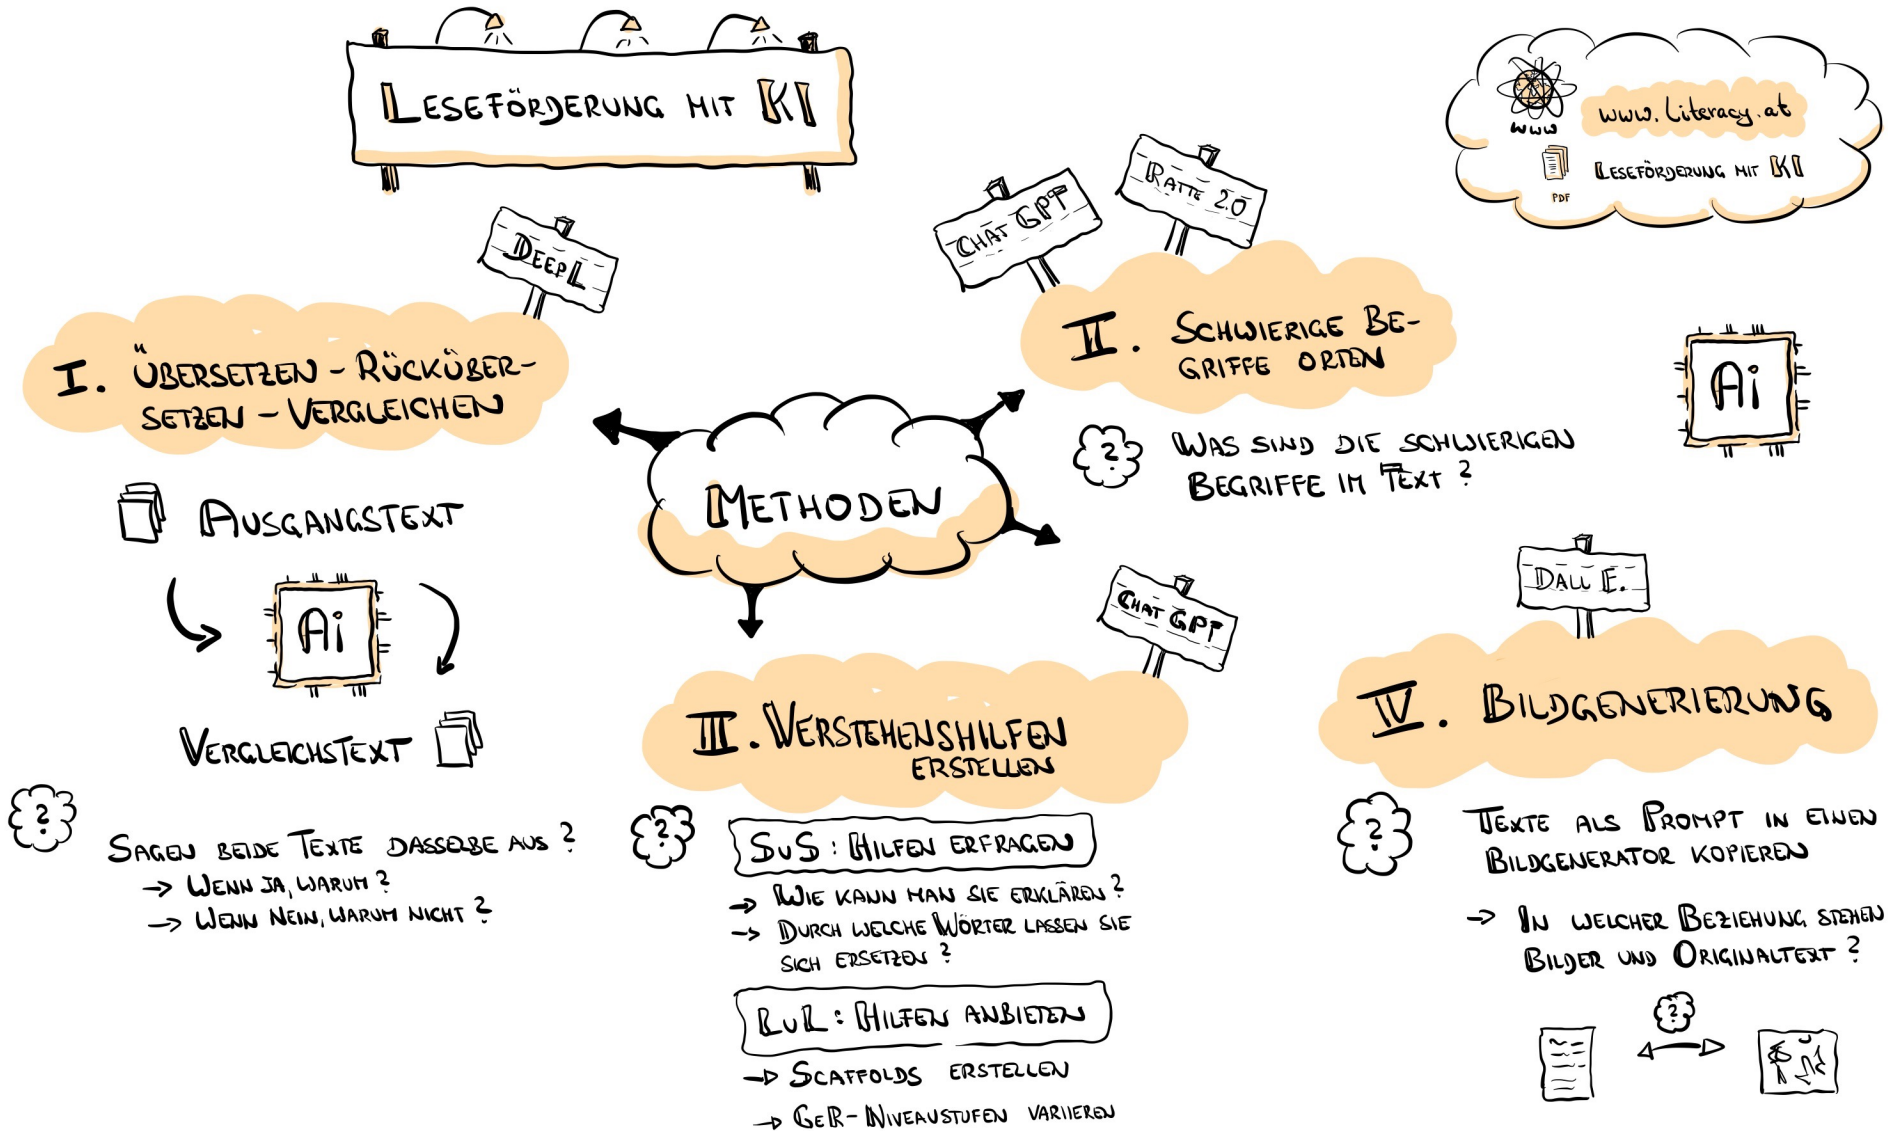 LESEFÖRDERUNG MIT KI
www
www.literacy.at
PDF
LESEFÖRDERUNG MIT KI
DEEPL
I. ÜBERSETZEN - RÜCKÜBER-
SETZEN - VERGLEICHEN
AUSGANGSTEXT
Ai
VERGLEICHSTEXT
?
SAGEN BEIDE TEXTE DASSELBE AUS?
→ WENN JA, WARUM?
→ WENN NEIN, WARUM NICHT?
METHODEN
CHAT GPT
RATTE 2.0
II. SCHWIERIGE BE-
GRIFFE ORTEN
?
WAS SIND DIE SCHWIERIGEN
BEGRIFFE IM TEXT?
Ai
CHAT GPT
III. VERSTEHENSHILFEN
ERSTELLEN
?
SuS: HILFEN ERFRAGEN
→ WIE KANN MAN SIE ERKLÄREN?
→ DURCH WELCHE WÖRTER LASSEN SIE
SICH ERSETZEN?
LuL: HILFEN ANBIETEN
→ SCAFFOLDS ERSTELLEN
→ GeR-NIVEAUSTUFEN VARIIEREN
DALL E.
IV. BILDGENERIERUNG
?
TEXTE ALS PROMPT IN EINEN
BILDGENERATOR KOPIEREN
→ IN WELCHER BEZIEHUNG STEHEN
BILDER UND ORIGINALTEXT?
?